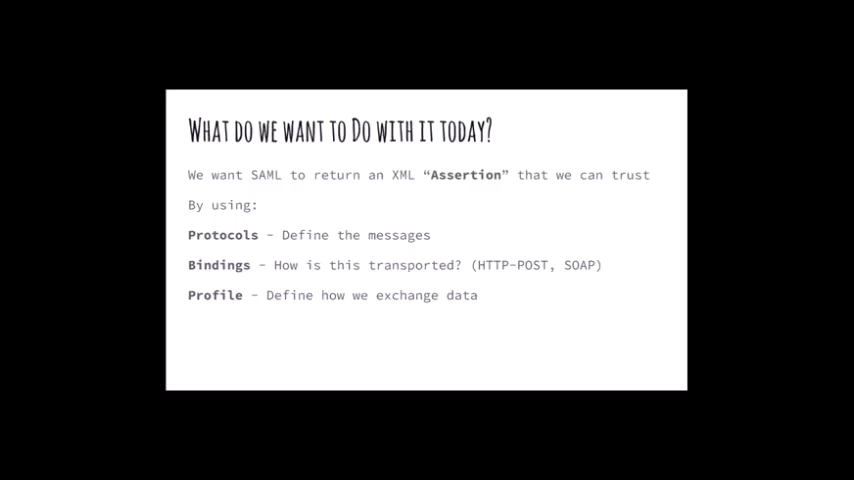 What do we want to Do with it today?
We want SAML to return an XML “Assertion” that we can trust
By using:
Protocols - Define the messages
Bindings - How is this transported? (HTTP-POST, SOAP)
Profile - Define how we exchange data